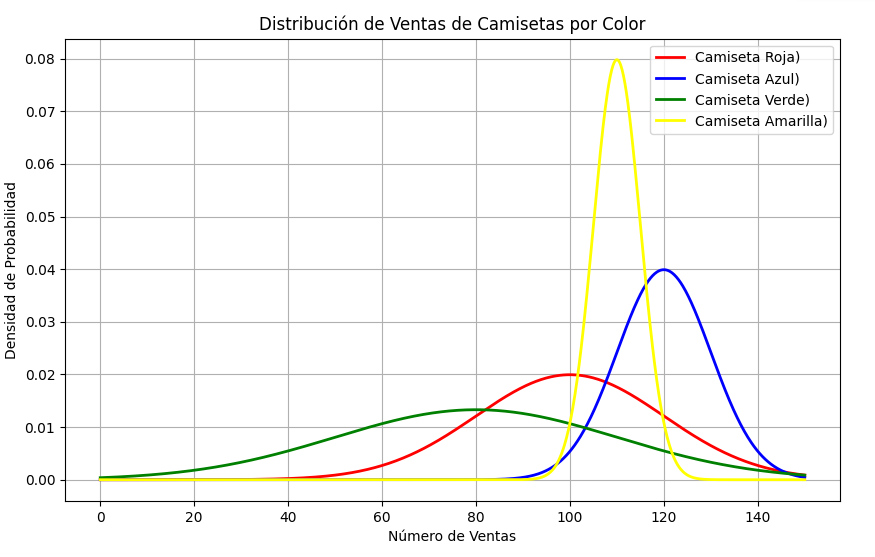 Distribución de Ventas de Camisetas por Color
Camiseta Roja)
Camiseta Azul)
Camiseta Verde)
Camiseta Amarilla)
Densidad de Probabilidad
0.08
0.07
0.06
0.05
0.04
0.03
0.02
0.01
0.00
0 20 40 60 80 100 120 140
Número de Ventas